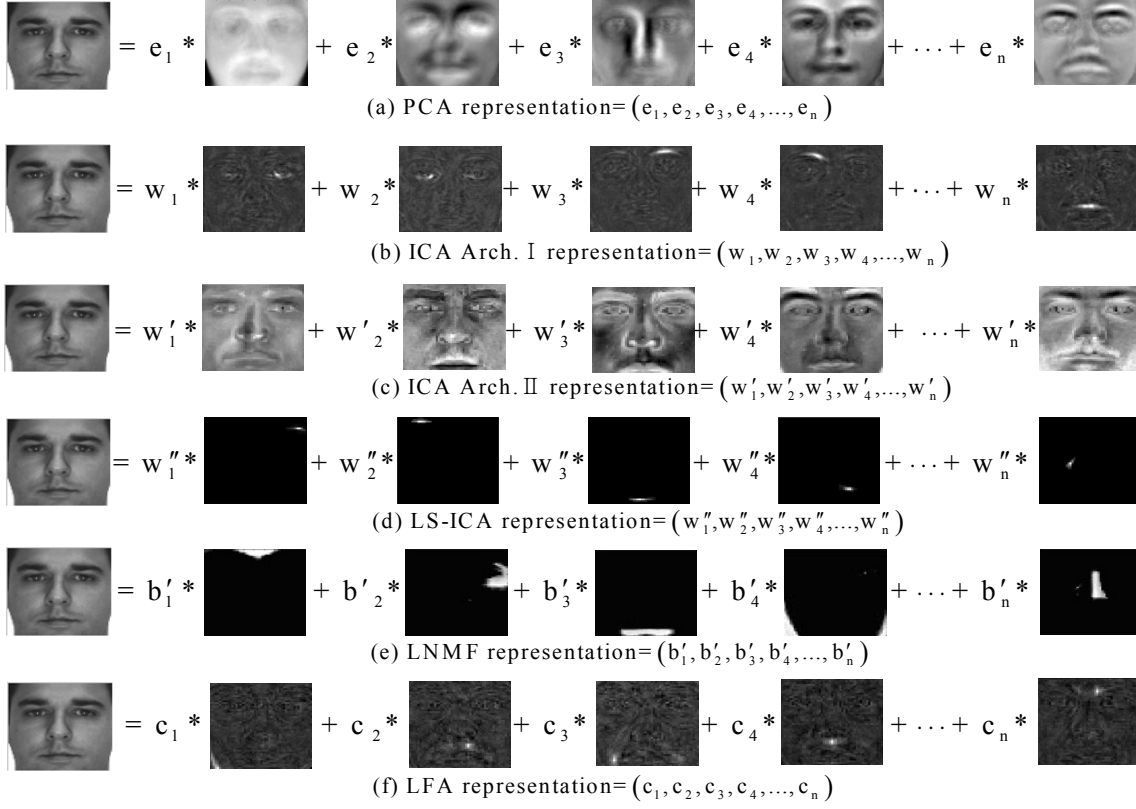 = e₁ * + e₂* + e₃* + e₄* + ... + eₙ*
(a) PCA representation= (e₁, e₂, e₃, e₄,..., eₙ)
= w₁ * + w₂* + w₃* + w₄* + ... + wₙ*
(b) ICA Arch. Ⅰ representation= (w₁,w₂,w₃,w₄,...,wₙ)
= w′₁* + w′₂* + w′₃* + w′₄* + ... + w′ₙ*
(c) ICA Arch. Ⅱ representation= (w′₁,w′₂,w′₃,w′₄,...,w′ₙ)
= w″₁* + w″₂* + w″₃* + w″₄* + ... + w″ₙ*
(d) LS-ICA representation= (w″₁,w″₂,w″₃,w″₄,...,w″ₙ)
= b′₁ * + b′₂* + b′₃* + b′₄* + ... + b′ₙ*
(e) LNMF representation= (b′₁,b′₂,b′₃,b′₄,...,b′ₙ)
= c₁ * + c₂* + c₃* + c₄* + ... + cₙ*
(f) LFA representation= (c₁, c₂, c₃, c₄,..., cₙ)